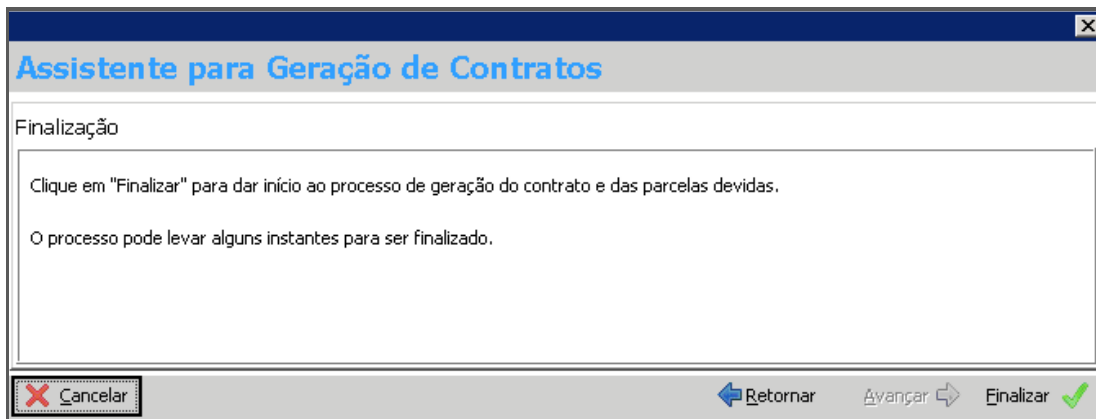 Assistente para Geração de Contratos
Finalização
Clique em "Finalizar" para dar início ao processo de geração do contrato e das parcelas devidas.
O processo pode levar alguns instantes para ser finalizado.
Cancelar Retornar Avançar Finalizar